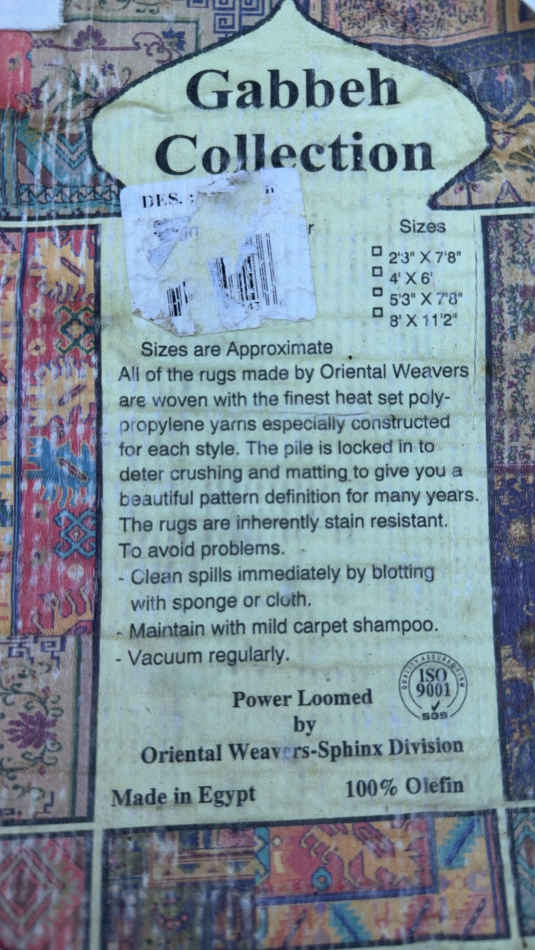 Gabbeh
Collection
DES. :
Sizes
2'3" X 7'8"
4' X 6'
5'3" X 7'8"
8' X 11'2"
Sizes are Approximate
All of the rugs made by Oriental Weavers
are woven with the finest heat set poly-
propylene yarns especially constructed
for each style. The pile is locked in to
deter crushing and matting to give you a
beautiful pattern definition for many years.
The rugs are inherently stain resistant.
To avoid problems.
- Clean spills immediately by blotting
with sponge or cloth.
- Maintain with mild carpet shampoo.
- Vacuum regularly.
QUALITY ASSURANCE
ISO
9001
SGS
Power Loomed
by
Oriental Weavers-Sphinx Division
Made in Egypt 100% Olefin